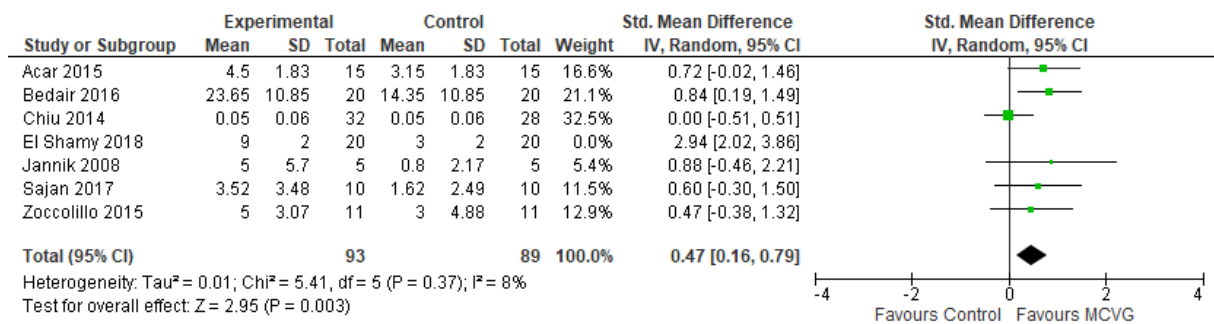 Experimental Control Std. Mean Difference Std. Mean Difference
Study or Subgroup Mean SD Total Mean SD Total Weight IV, Random, 95% CI IV, Random, 95% CI
Acar 2015 4.5 1.83 15 3.15 1.83 15 16.6% 0.72 [-0.02, 1.46]
Bedair 2016 23.65 10.85 20 14.35 10.85 20 21.1% 0.84 [0.19, 1.49]
Chiu 2014 0.05 0.06 32 0.05 0.06 28 32.5% 0.00 [-0.51, 0.51]
El Shamy 2018 9 2 20 3 2 20 0.0% 2.94 [2.02, 3.86]
Jannik 2008 5 5.7 5 0.8 2.17 5 5.4% 0.88 [-0.46, 2.21]
Sajan 2017 3.52 3.48 10 1.62 2.49 10 11.5% 0.60 [-0.30, 1.50]
Zoccolillo 2015 5 3.07 11 3 4.88 11 12.9% 0.47 [-0.38, 1.32]
Total (95% CI) 93 89 100.0% 0.47 [0.16, 0.79]
Heterogeneity: Tau² = 0.01; Chi² = 5.41, df = 5 (P = 0.37); I² = 8%
Test for overall effect: Z = 2.95 (P = 0.003)
-4 -2 0 2 4
Favours Control Favours MCVG